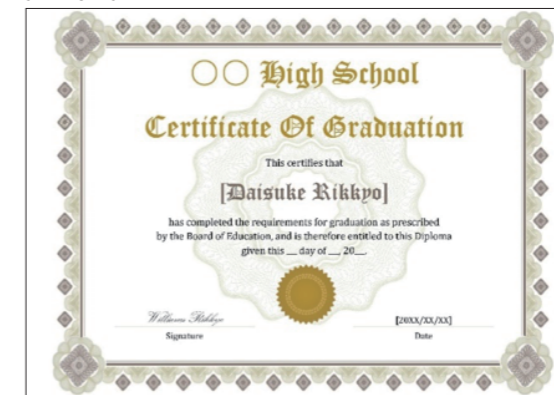 ○○ High School
Certificate Of Graduation
This certifies that
[Daisuke Rikkyo]
has completed the requirements for graduation as prescribed
by the Board of Education, and is therefore entitled to this Diploma
given this __ day of __, 20__.
Williams Rikkyo
[20XX/XX/XX]
Signature
Date